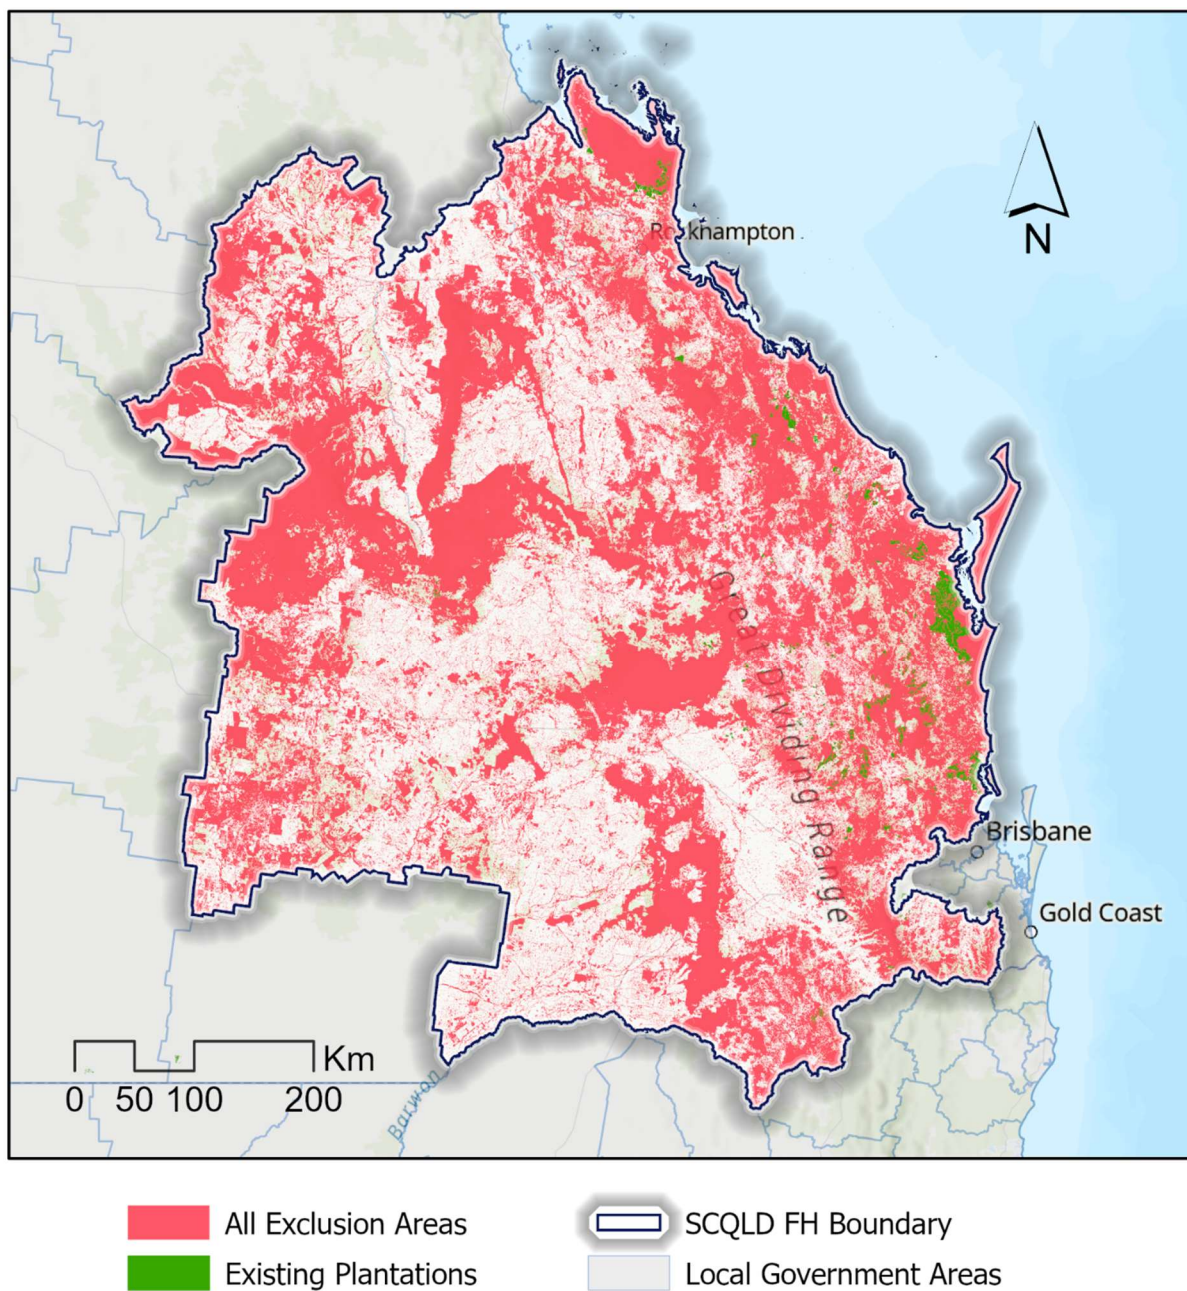 N
Rockhampton
Great Dividing Range
Brisbane
Gold Coast
Km
0 50 100 200
Barwon
All Exclusion Areas
SCQLD FH Boundary
Existing Plantations
Local Government Areas